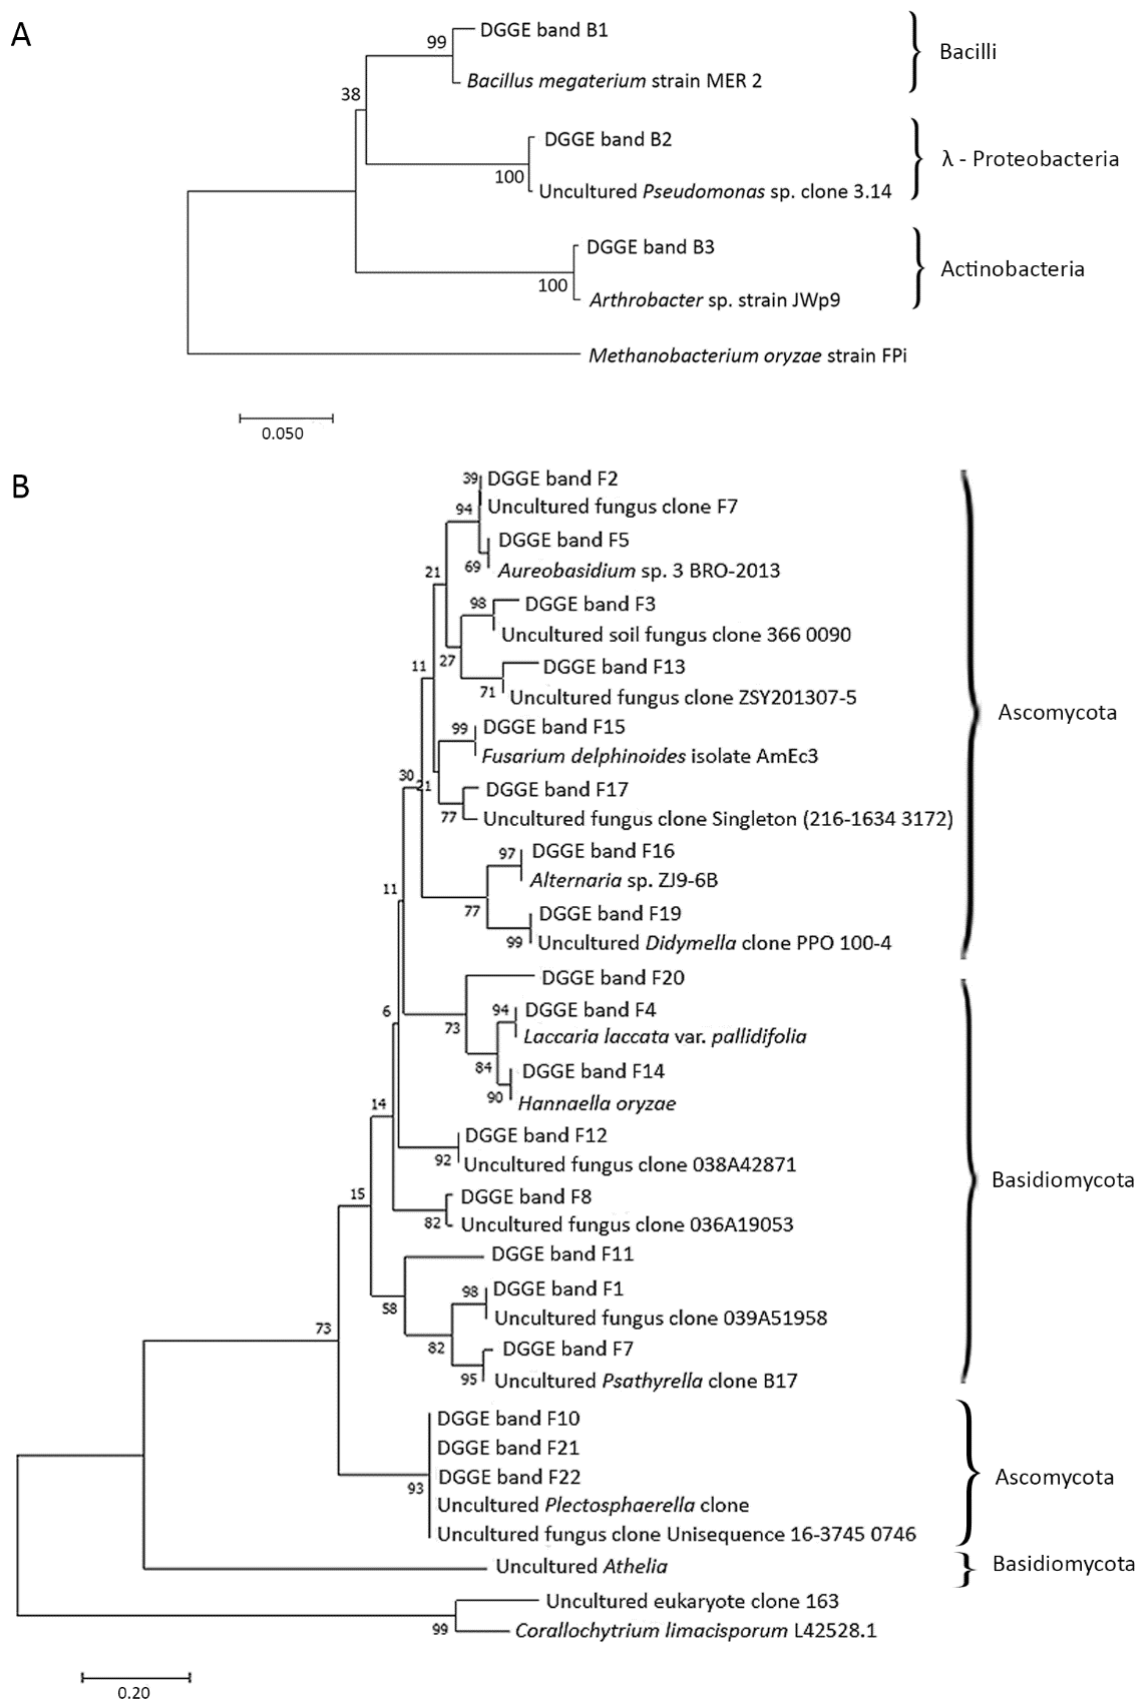 A
DGGE band B1
99
Bacilli
Bacillus megaterium strain MER 2
38
DGGE band B2
λ - Proteobacteria
100
Uncultured Pseudomonas sp. clone 3.14
DGGE band B3
Actinobacteria
100
Arthrobacter sp. strain JWp9
Methanobacterium oryzae strain FPi
0.050
B
39
DGGE band F2
94
Uncultured fungus clone F7
DGGE band F5
69
Aureobasidium sp. 3 BRO-2013
21
98
DGGE band F3
Uncultured soil fungus clone 366 0090
27
11
DGGE band F13
71
Uncultured fungus clone ZSY201307-5
Ascomycota
99
DGGE band F15
Fusarium delphinoides isolate AmEc3
30
21
DGGE band F17
77
Uncultured fungus clone Singleton (216-1634 3172)
97
DGGE band F16
Alternaria sp. ZJ9-6B
11
77
DGGE band F19
99
Uncultured Didymella clone PPO 100-4
DGGE band F20
6
94
DGGE band F4
73
Laccaria laccata var. pallidifolia
84
DGGE band F14
90
Hannaella oryzae
14
DGGE band F12
92
Uncultured fungus clone 038A42871
Basidiomycota
15
DGGE band F8
82
Uncultured fungus clone 036A19053
DGGE band F11
98
DGGE band F1
58
Uncultured fungus clone 039A51958
73
82
DGGE band F7
95
Uncultured Psathyrella clone B17
DGGE band F10
DGGE band F21
DGGE band F22
93
Ascomycota
Uncultured Plectosphaerella clone
Uncultured fungus clone Unisequence 16-3745 0746
Uncultured Athelia
Basidiomycota
Uncultured eukaryote clone 163
99
Corallochytrium limacisporum L42528.1
0.20